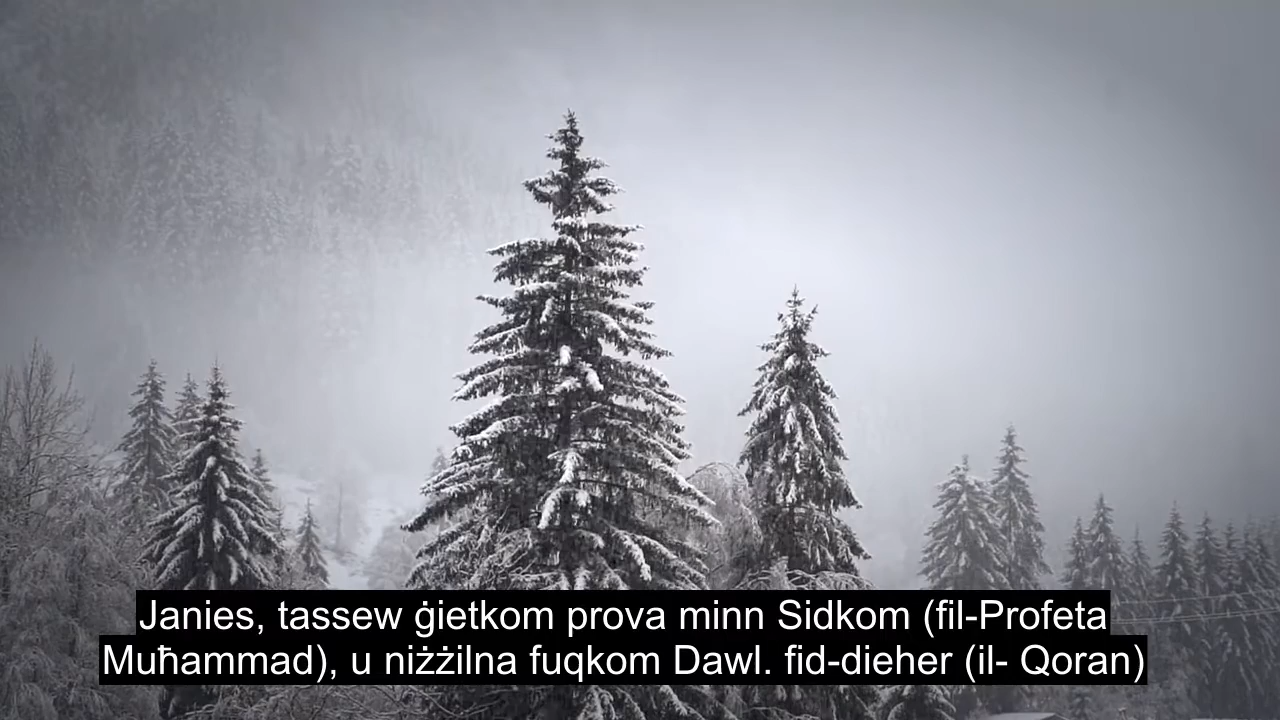 Janies, tassew ġietkom prova minn Sidkom (fil-Profeta
Muħammad), u niżżilna fuqkom Dawl. fid-dieher (il- Qoran)